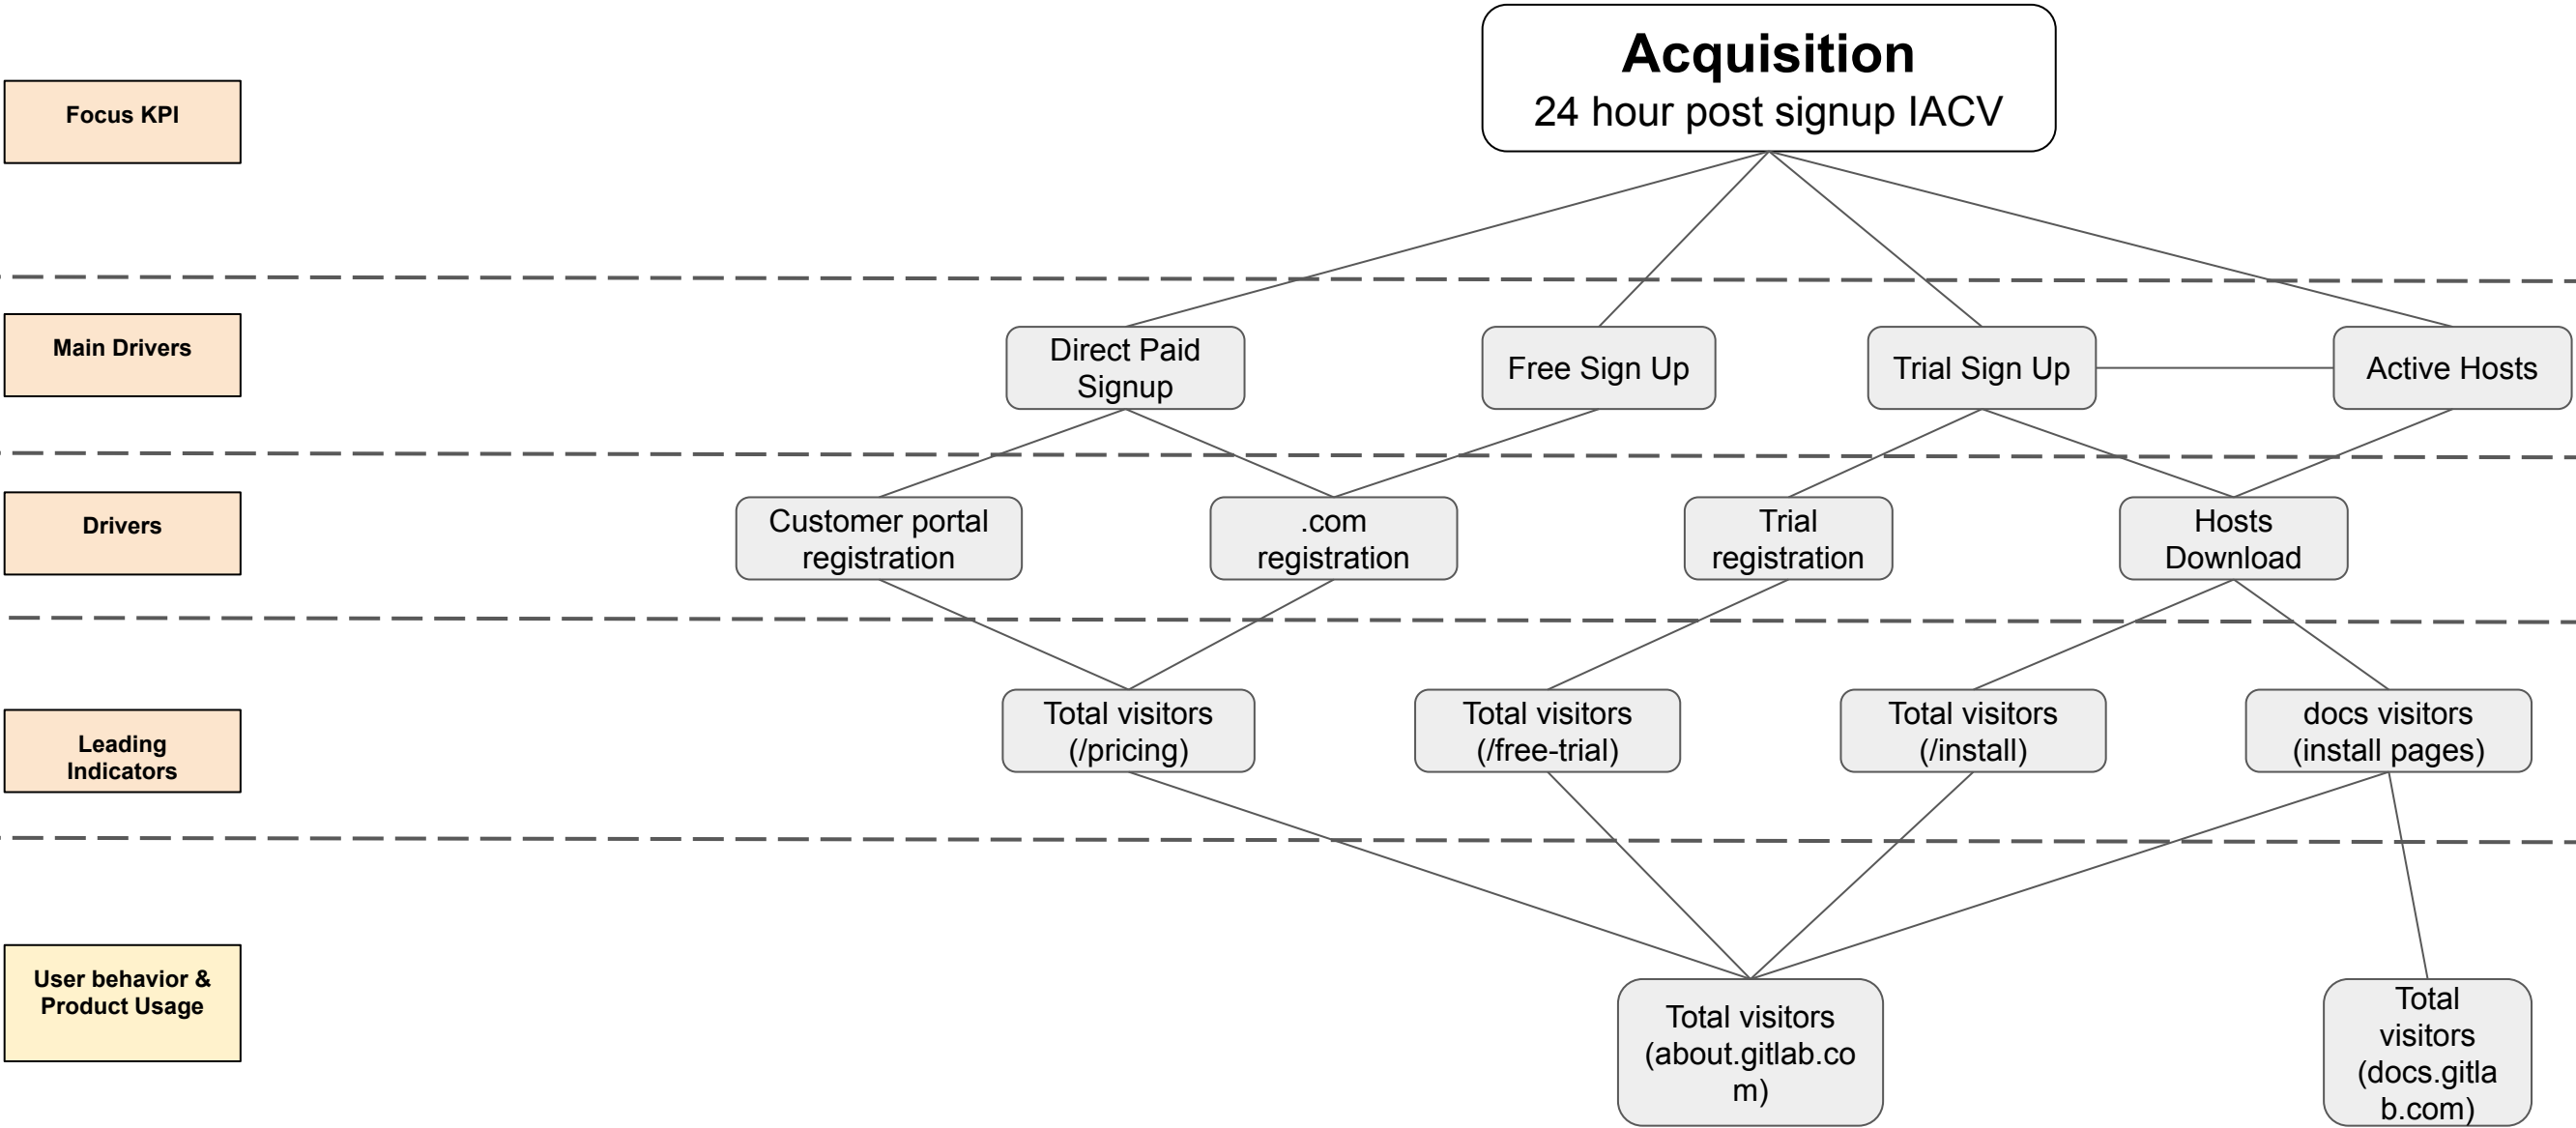 Acquisition
24 hour post signup IACV
Focus KPI
Main Drivers
Direct Paid
Signup
Free Sign Up
Trial Sign Up
Active Hosts
Drivers
Customer portal
registration
.com
registration
Trial
registration
Hosts
Download
Leading
Indicators
Total visitors
(/pricing)
Total visitors
(/free-trial)
Total visitors
(/install)
docs visitors
(install pages)
User behavior &
Product Usage
Total visitors
(about.gitlab.co
m)
Total
visitors
(docs.gitla
b.com)